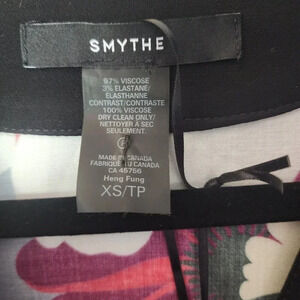 SMYTHE
97% VISCOSE
3% ELASTANE/
ELASTHANNE
CONTRAST/CONTRASTE
100% VISCOSE
DRY CLEAN ONLY/
NETTOYER A SEC
SEULEMENT.
MADE IN CANADA
FABRIQUE AU CANADA
CA 45756
Heng Fung
XS/TP